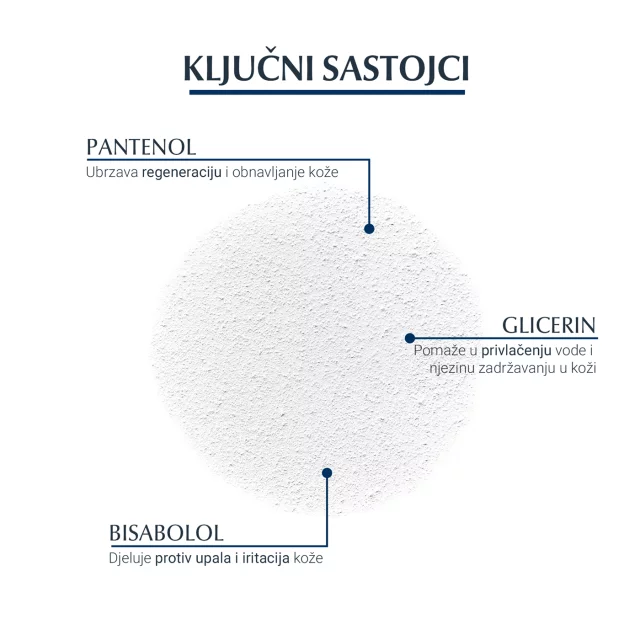 KLJUČNI SASTOJCI
PANTENOL
Ubrzava regeneraciju i obnavljanje kože
GLICERIN
Pomaže u privlačenju vode i
njezinu zadržavanju u koži
BISABOLOL
Djeluje protiv upala i iritacija kože